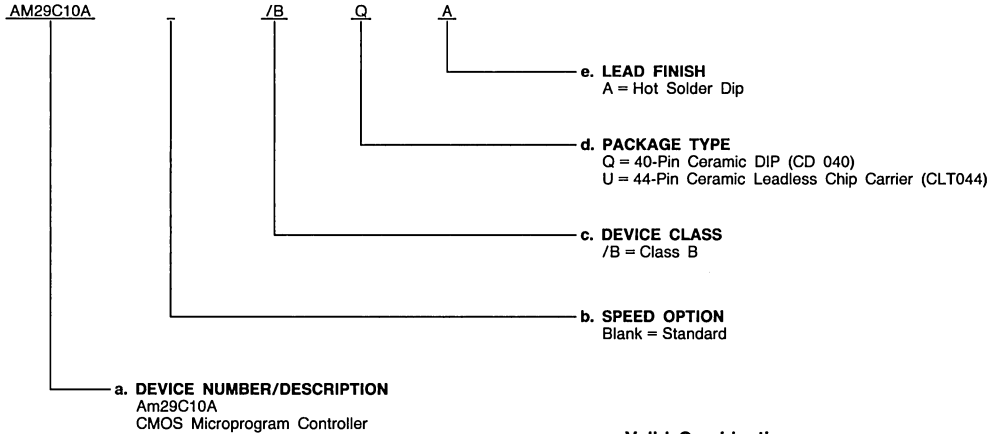 AM29C10A - /B Q A
e. LEAD FINISH
A = Hot Solder Dip
d. PACKAGE TYPE
Q = 40-Pin Ceramic DIP (CD 040)
U = 44-Pin Ceramic Leadless Chip Carrier (CLT044)
c. DEVICE CLASS
/B = Class B
b. SPEED OPTION
Blank = Standard
a. DEVICE NUMBER/DESCRIPTION
Am29C10A
CMOS Microprogram Controller